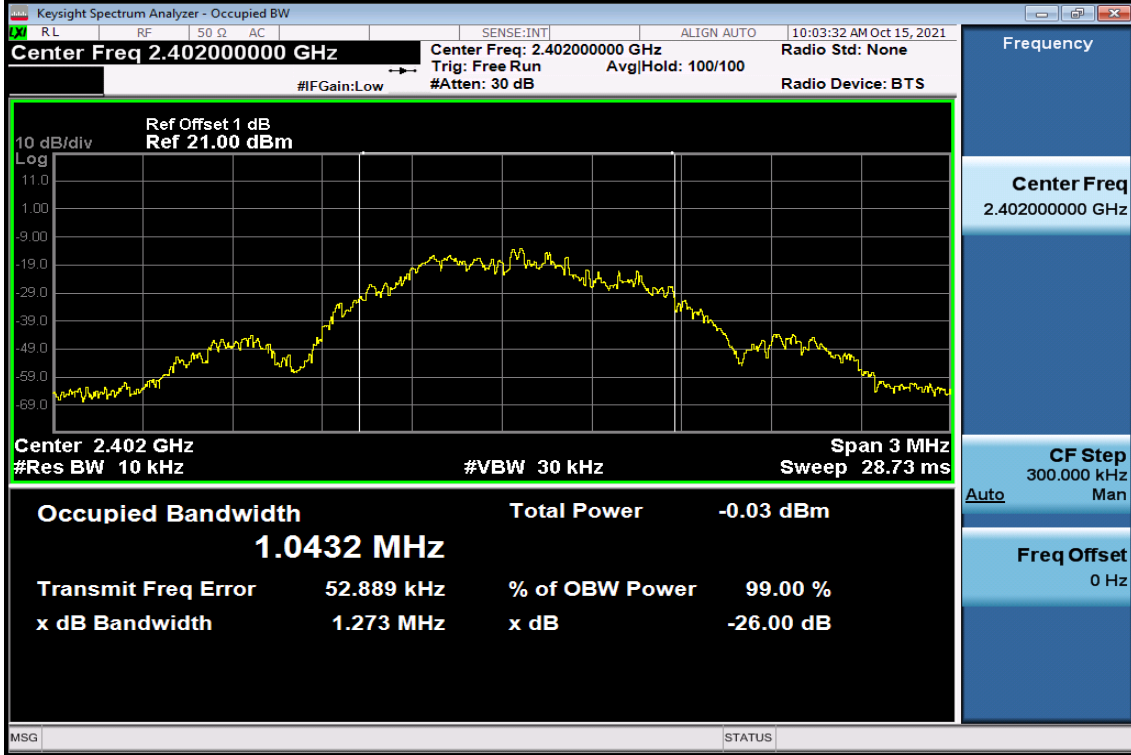 Keysight Spectrum Analyzer - Occupied BW
LXI RL RF 50 Ω AC SENSE:INT ALIGN AUTO 10:03:32 AM Oct 15, 2021
Center Freq 2.402000000 GHz
Center Freq: 2.402000000 GHz Radio Std: None
Trig: Free Run Avg|Hold: 100/100
#IFGain:Low #Atten: 30 dB Radio Device: BTS
Ref Offset 1 dB
10 dB/div Ref 21.00 dBm
Log
11.0
1.00
-9.00
-19.0
-29.0
-39.0
-49.0
-59.0
-69.0
Center 2.402 GHz Span 3 MHz
#Res BW 10 kHz #VBW 30 kHz Sweep 28.73 ms
Occupied Bandwidth Total Power -0.03 dBm
1.0432 MHz
Transmit Freq Error 52.889 kHz % of OBW Power 99.00 %
x dB Bandwidth 1.273 MHz x dB -26.00 dB
Frequency
Center Freq
2.402000000 GHz
CF Step
300.000 kHz
Auto Man
Freq Offset
0 Hz
MSG STATUS